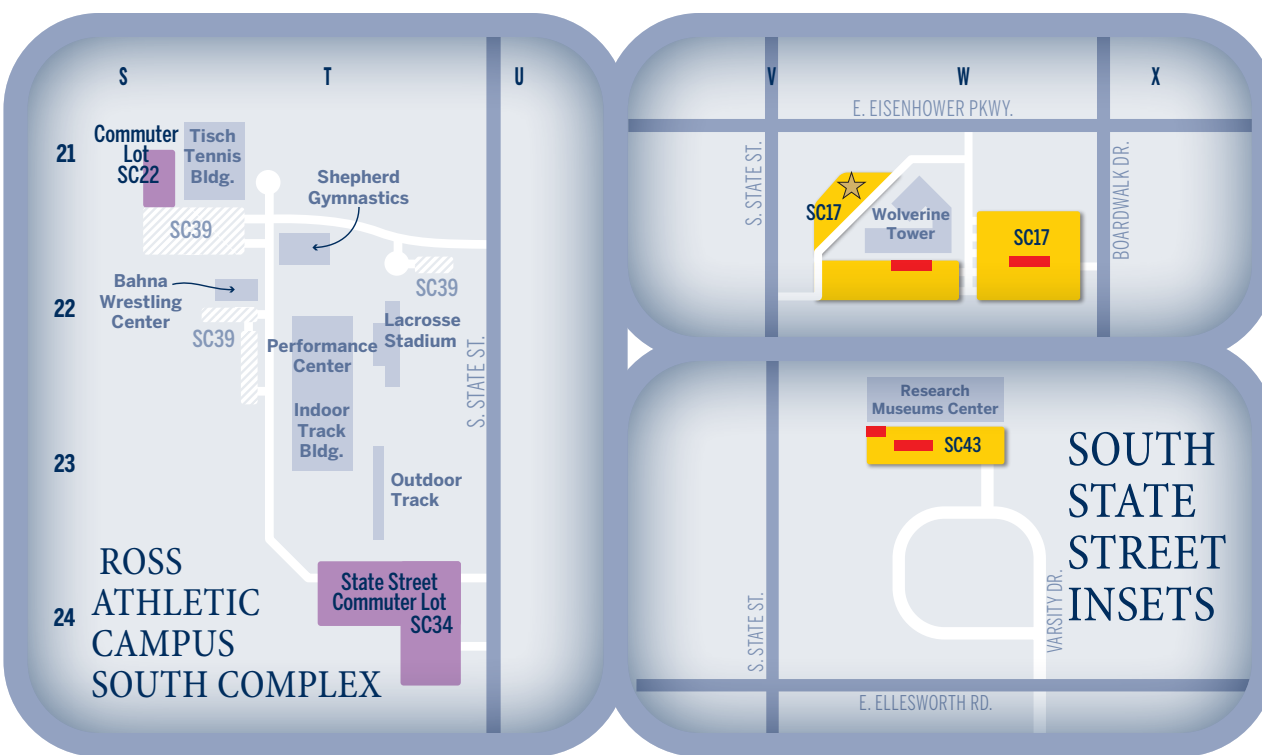 S
T
U
21
22
23
24
Commuter
Lot
SC22
Tisch
Tennis
Bldg.
SC39
Shepherd
Gymnastics
Bahna
Wrestling
Center
SC39
SC39
Lacrosse
Stadium
Performance
Center
Indoor
Track
Bldg.
Outdoor
Track
S. STATE ST.
State Street
Commuter Lot
SC34
ROSS
ATHLETIC
CAMPUS
SOUTH COMPLEX
V
W
X
E. EISENHOWER PKWY.
S. STATE ST.
BOARDWALK DR.
SC17
Wolverine
Tower
SC17
Research
Museums Center
SC43
S. STATE ST.
VARSITY DR.
E. ELLESWORTH RD.
SOUTH
STATE
STREET
INSETS